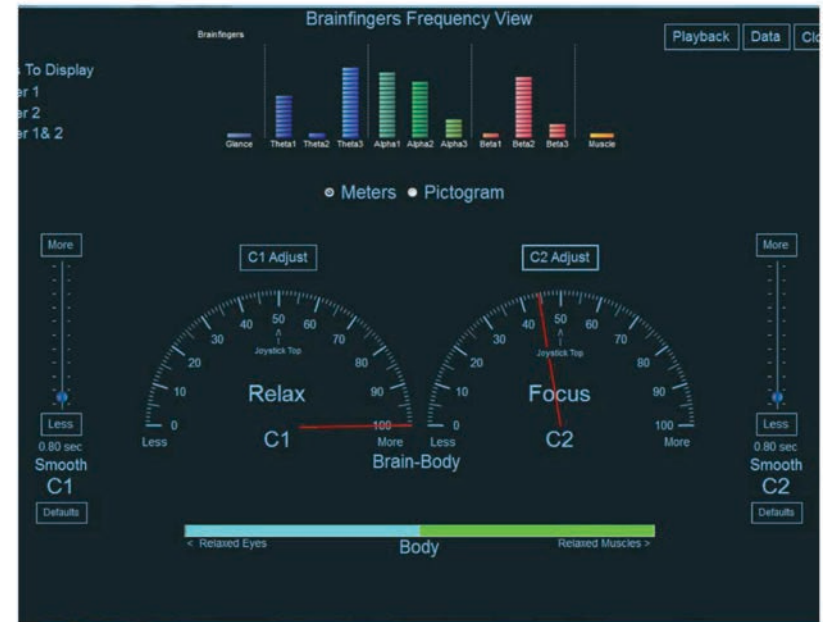 Brainfingers Frequency View
Brainfingers
Playback Data Clo
s To Display
er 1
er 2
er 1& 2
Glance Theta1 Theta2 Theta3 Alpha1 Alpha2 Alpha3 Beta1 Beta2 Beta3 Muscle
Meters Pictogram
More
C1 Adjust
C2 Adjust
More
0 10 20 30 40 50 60 70 80 90 100
Joystick Top
Relax
C1
Less More
0 10 20 30 40 50 60 70 80 90 100
Joystick Top
Focus
C2
Less More
Brain-Body
Less
0.80 sec
Smooth
C1
Defaults
Less
0.80 sec
Smooth
C2
Defaults
< Relaxed Eyes
Body
Relaxed Muscles >